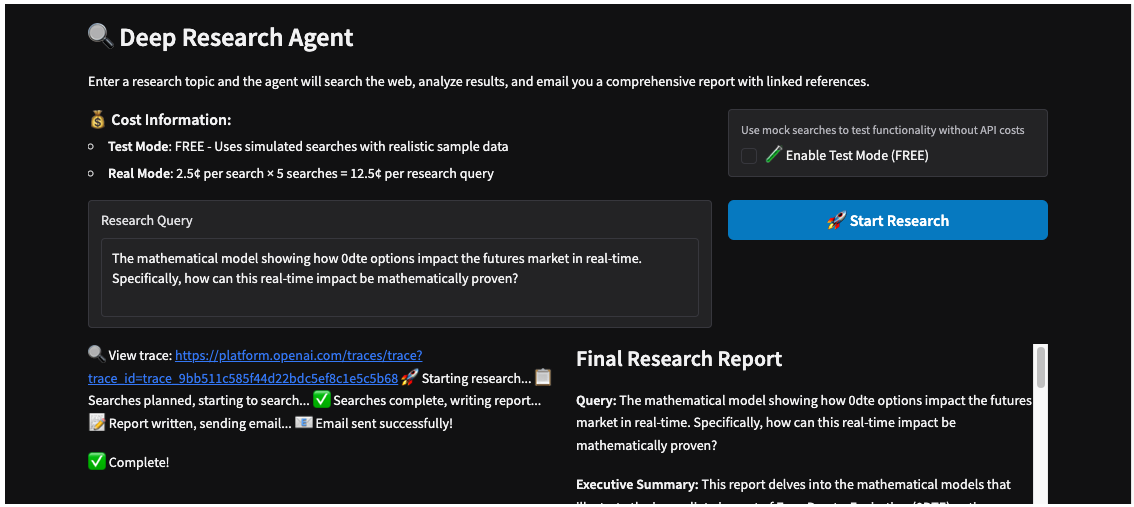 Deep Research Agent
Enter a research topic and the agent will search the web, analyze results, and email you a comprehensive report with linked references.
Cost Information:
Test Mode: FREE - Uses simulated searches with realistic sample data
Real Mode: 2.5¢ per search × 5 searches = 12.5¢ per research query
Use mock searches to test functionality without API costs
Enable Test Mode (FREE)
Research Query
The mathematical model showing how 0dte options impact the futures market in real-time.
Specifically, how can this real-time impact be mathematically proven?
Start Research
View trace: https://platform.openai.com/traces/trace?
trace_id=trace_9bb511c585f44d22bdc5ef8c1e5c5b68 🚀 Starting research... 📋
Searches planned, starting to search... ✅ Searches complete, writing report...
📝 Report written, sending email... 📧 Email sent successfully!
✅ Complete!
Final Research Report
Query: The mathematical model showing how 0dte options impact the futures
market in real-time. Specifically, how can this real-time impact be
mathematically proven?
Executive Summary: This report delves into the mathematical models that